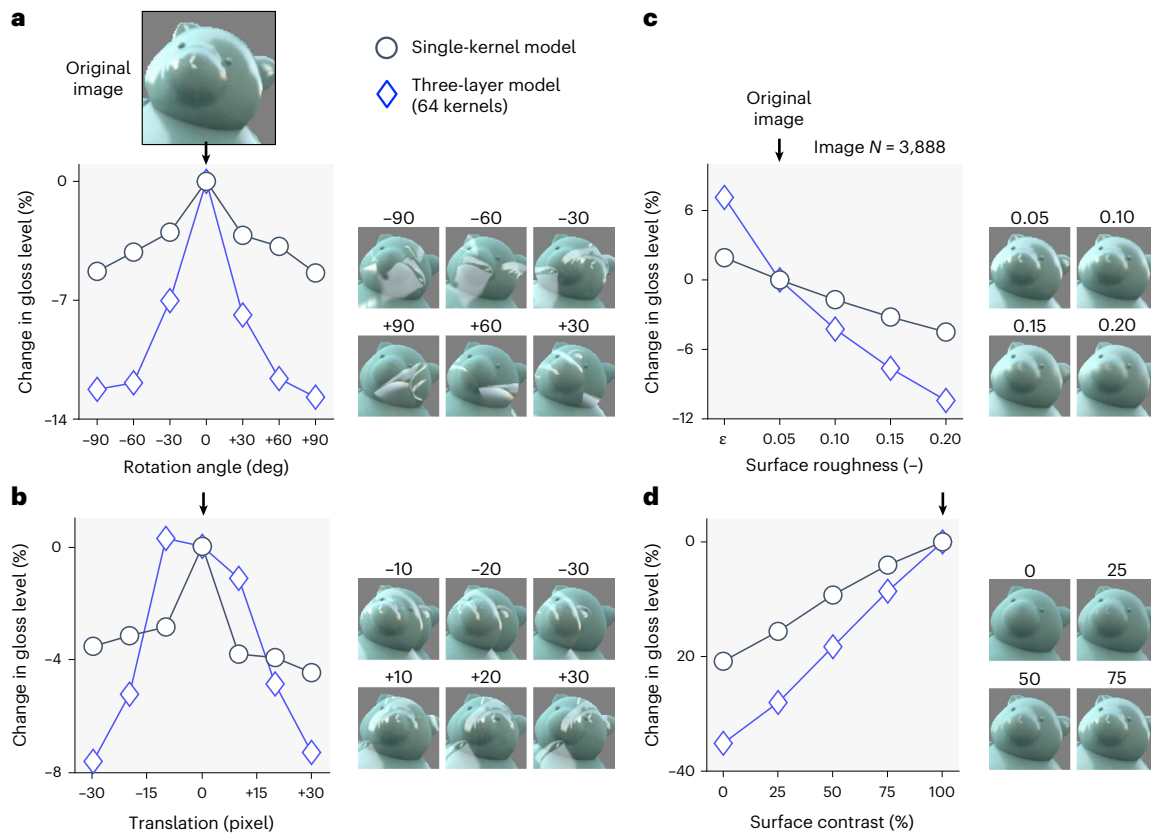 a
Original
image
Single-kernel model
Three-layer model
(64 kernels)
Change in gloss level (%)
0
–7
–14
–90 –60 –30 0 +30 +60 +90
Rotation angle (deg)
–90 –60 –30
+90 +60 +30
b
Change in gloss level (%)
0
–4
–8
–30 –15 0 +15 +30
Translation (pixel)
–10 –20 –30
+10 +20 +30
c
Original
image
Image N = 3,888
Change in gloss level (%)
6
0
–6
–12
ε 0.05 0.10 0.15 0.20
Surface roughness (–)
0.05 0.10
0.15 0.20
d
Change in gloss level (%)
0
20
–40
0 25 50 75 100
Surface contrast (%)
0 25
50 75